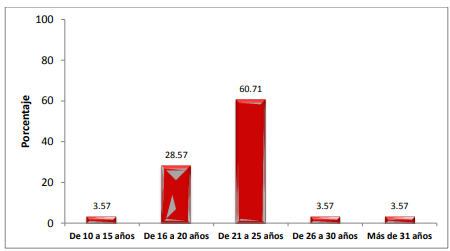 100
80
60
40
20
0
Porcentaje
3.57
28.57
60.71
3.57
3.57
De 10 a 15 años
De 16 a 20 años
De 21 a 25 años
De 26 a 30 años
Más de 31 años